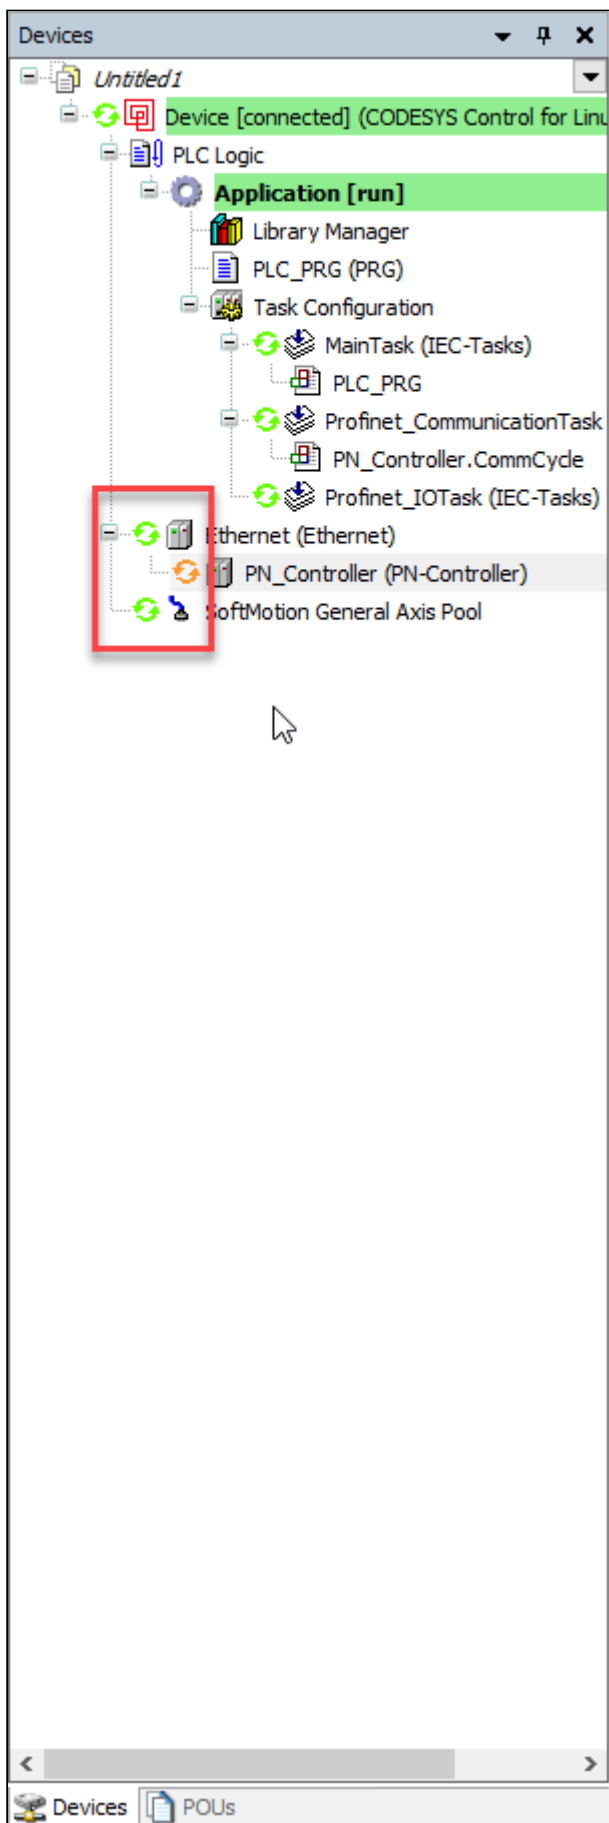 Devices
Untitled1
Device [connected] (CODESYS Control for Linu
PLC Logic
Application [run]
Library Manager
PLC_PRG (PRG)
Task Configuration
MainTask (IEC-Tasks)
PLC_PRG
Profinet_CommunicationTask
PN_Controller.CommCycle
Profinet_IOTask (IEC-Tasks)
Ethernet (Ethernet)
PN_Controller (PN-Controller)
SoftMotion General Axis Pool
Devices POUs